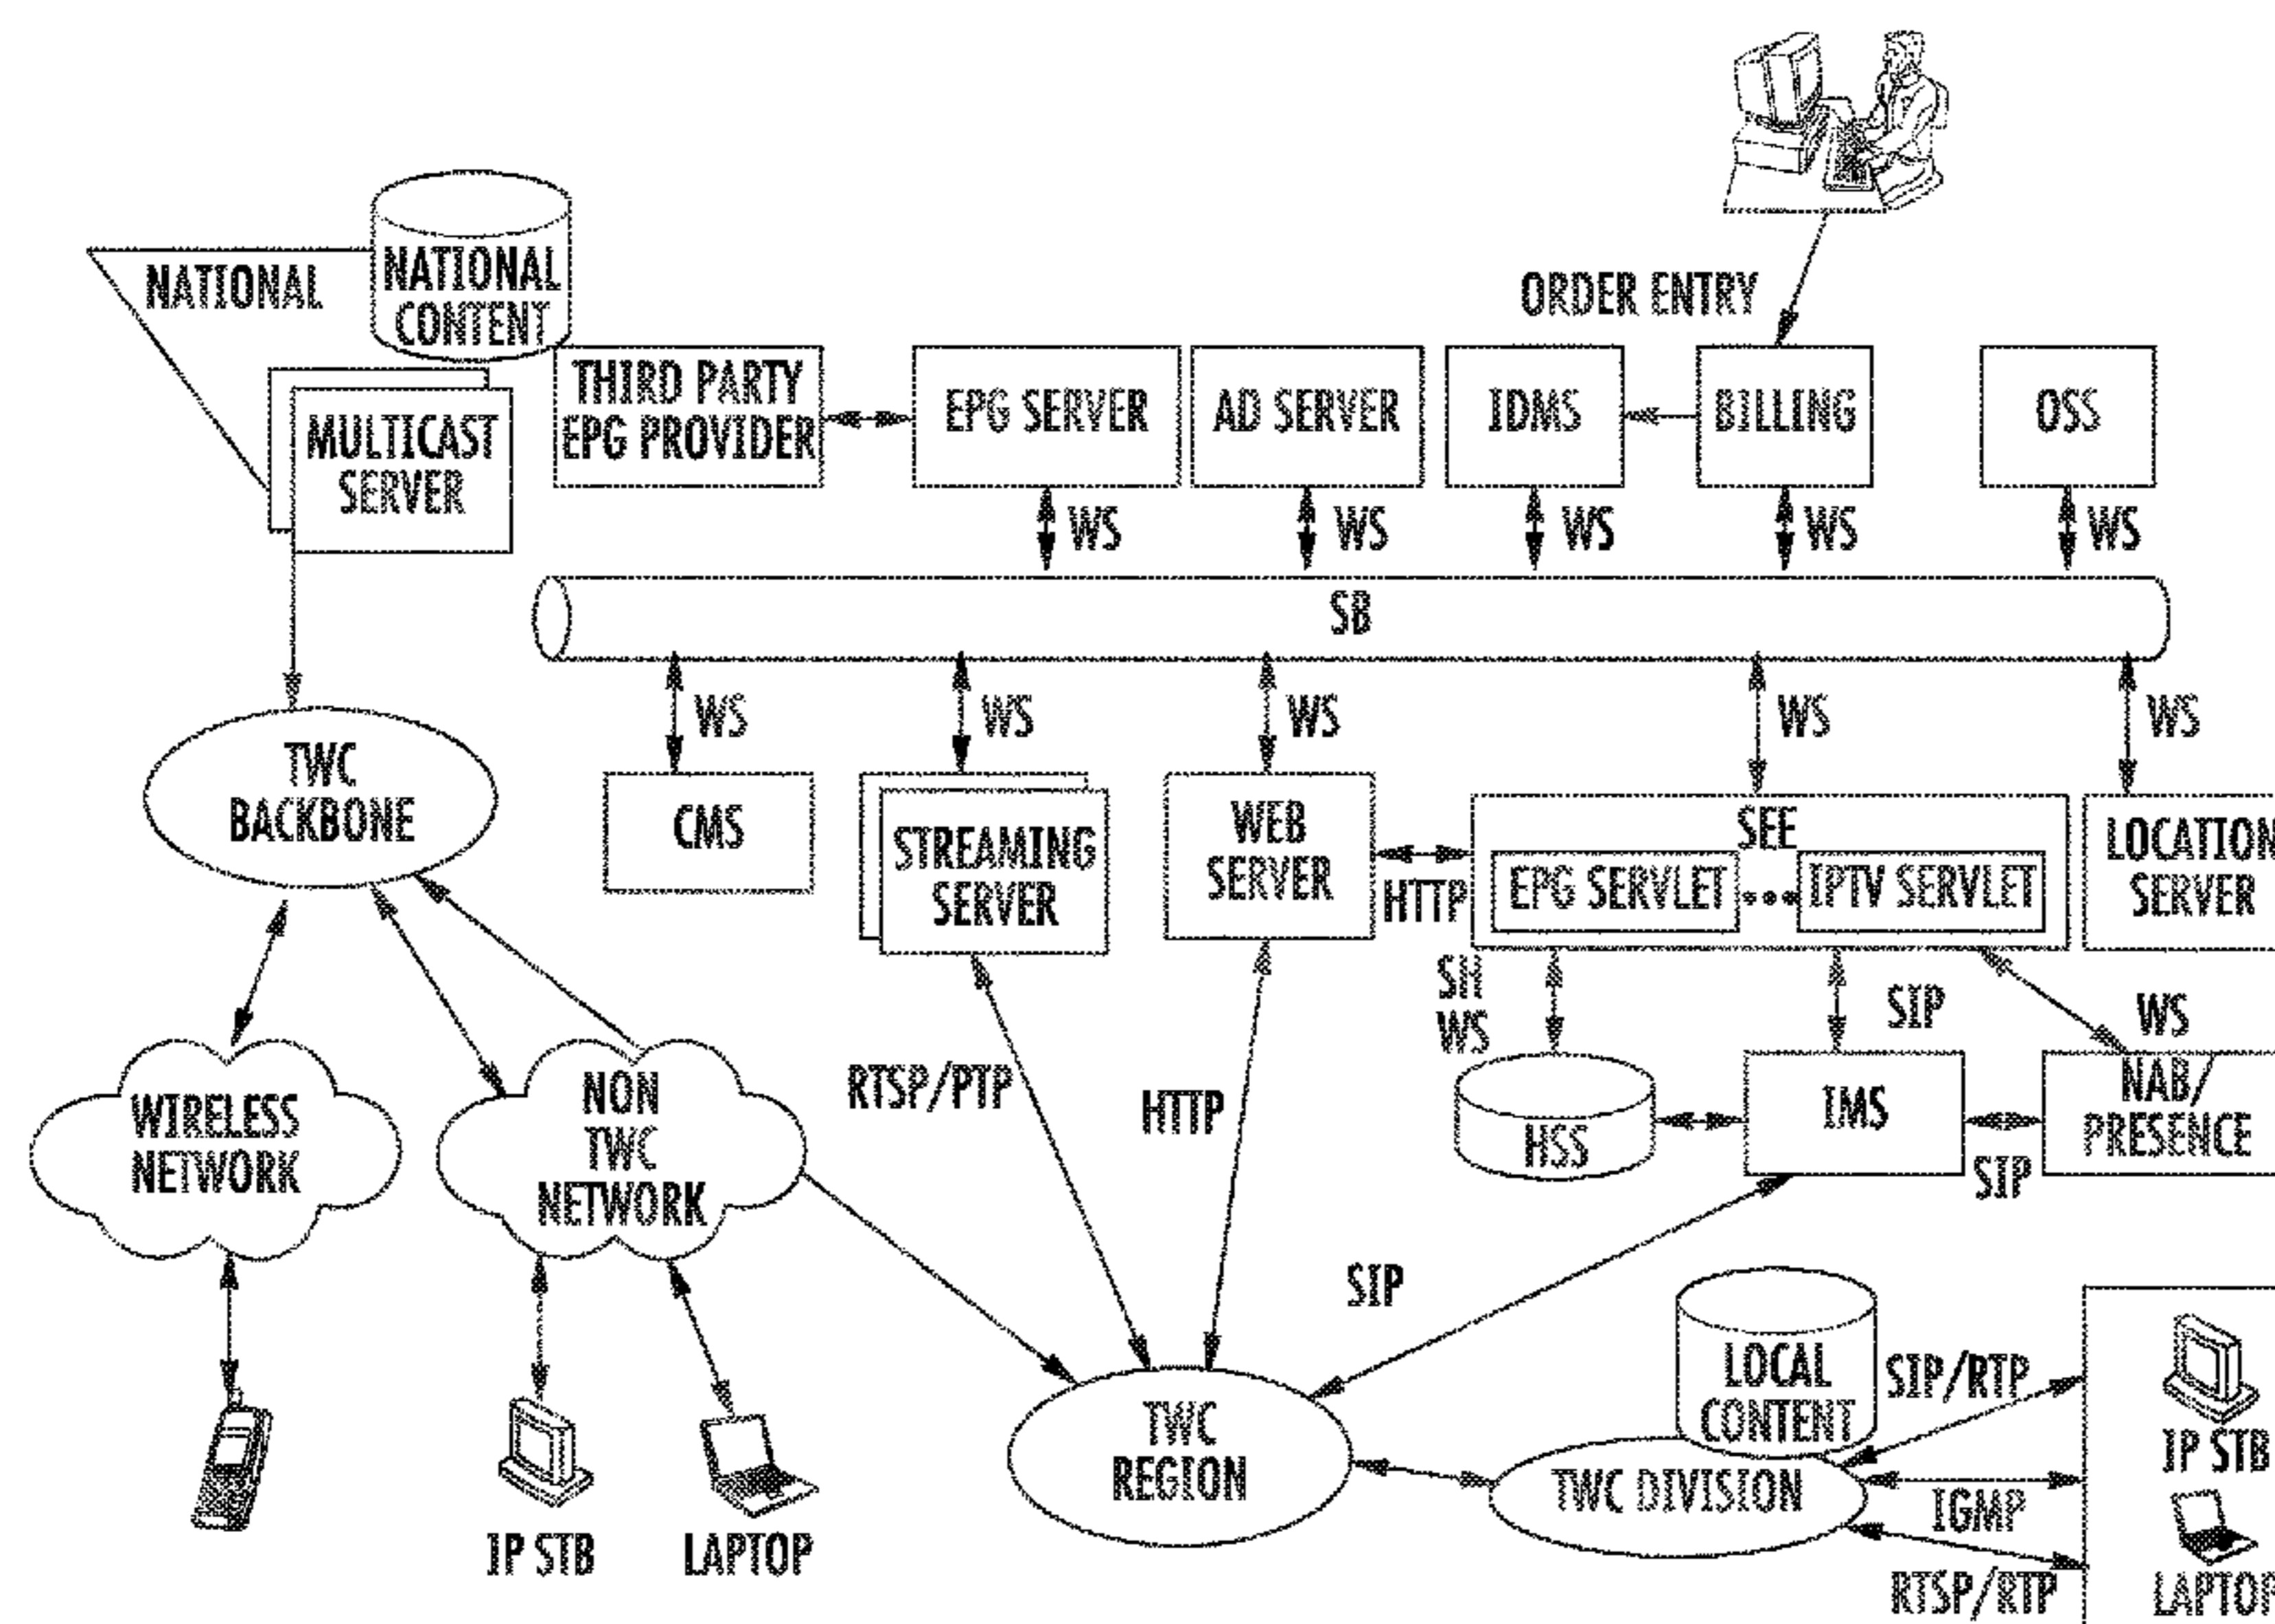 NATIONAL
NATIONAL
CONTENT
ORDER ENTRY
MULTICAST
SERVER
THIRD PARTY
EPG PROVIDER
EPG SERVER
AD SERVER
IDMS
BILLING
OSS
WS
WS
WS
WS
WS
SB
WS
WS
WS
WS
WS
TWC
BACKBONE
CMS
STREAMING
SERVER
WEB
SERVER
HTTP
SEE
EPG SERVLET
IPTV SERVLET
LOCATION
SERVER
SH
WS
SIP
WS
WIRELESS
NETWORK
NON
TWC
NETWORK
RTSP/PTP
HTTP
HSS
IMS
SIP
NAB/
PRESENCE
SIP
LOCAL
CONTENT
SIP/RTP
TWC
REGION
TWC DIVISION
IGMP
RTSP/RTP
IP STB
LAPTOP
IP STB
LAPTOP